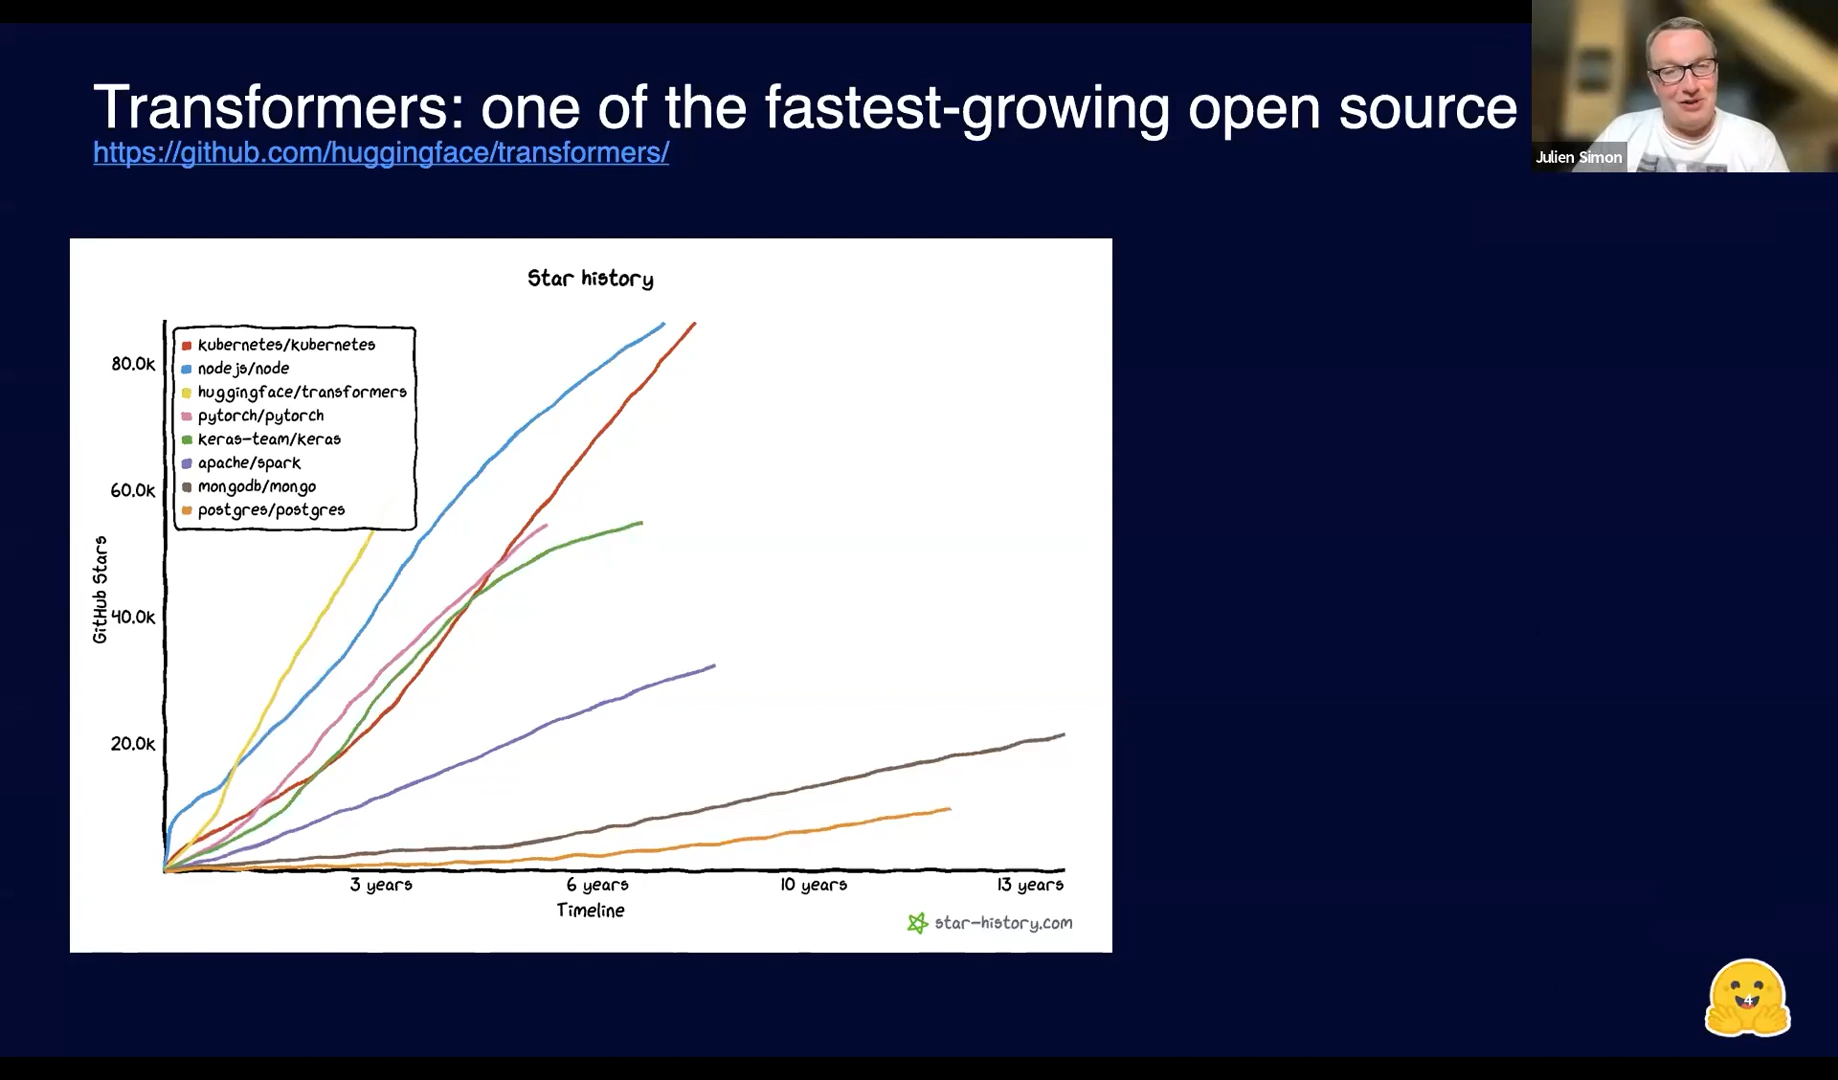 Transformers: one of the fastest-growing open source
https://github.com/huggingface/transformers/
Julien Simon
Star history
kubernetes/kubernetes
nodejs/node
huggingface/transformers
pytorch/pytorch
keras-team/keras
apache/spark
mongodb/mongo
postgres/postgres
80.0k
60.0k
40.0k
20.0k
GitHub Stars
3 years
6 years
10 years
13 years
Timeline
star-history.com
4